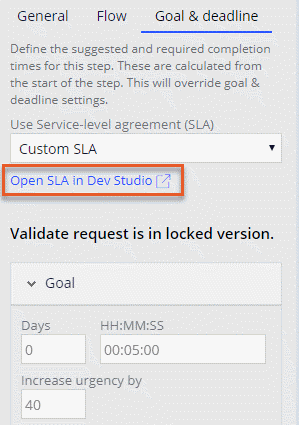 General Flow Goal & deadline
Define the suggested and required completion
times for this step. These are calculated from
the start of the step. This will override goal &
deadline settings.
Use Service-level agreement (SLA)
Custom SLA
Open SLA in Dev Studio
Validate request is in locked version.
Goal
Days HH:MM:SS
0 00:05:00
Increase urgency by
40